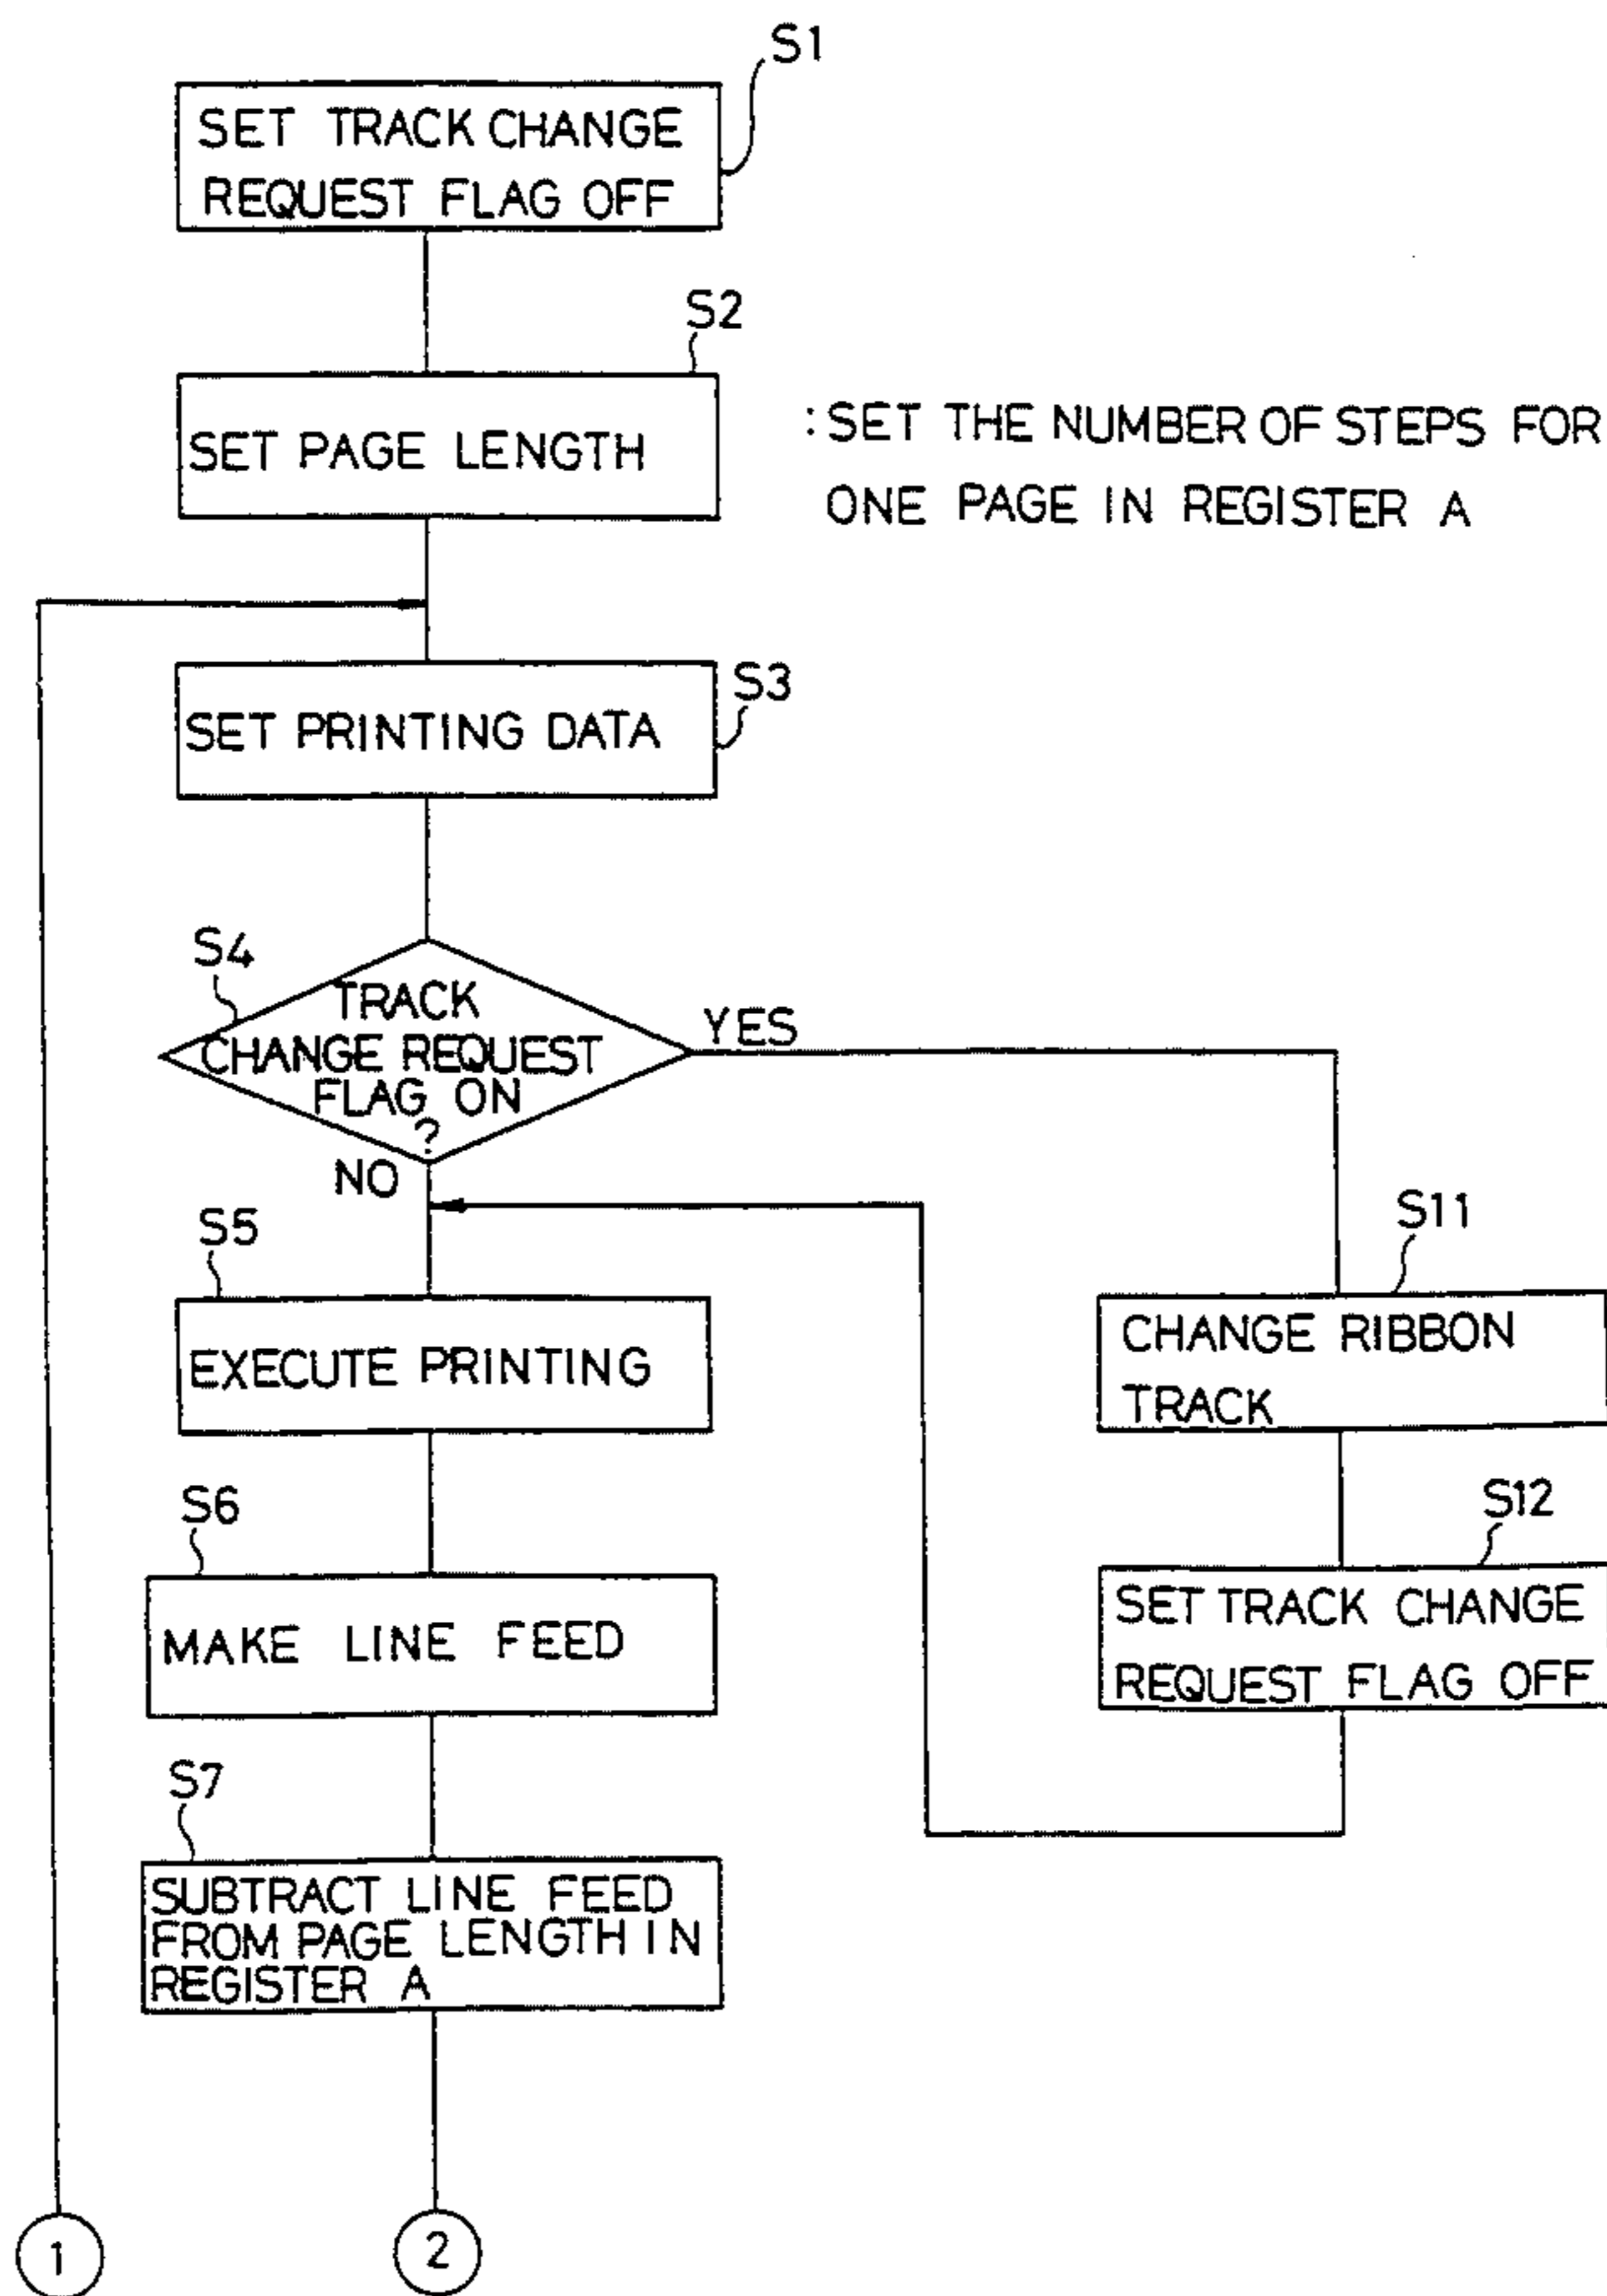 S1
SET TRACK CHANGE
REQUEST FLAG OFF
S2
SET PAGE LENGTH
: SET THE NUMBER OF STEPS FOR
ONE PAGE IN REGISTER A
S3
SET PRINTING DATA
S4
TRACK
CHANGE REQUEST
FLAG ON
?
YES
NO
S5
EXECUTE PRINTING
S11
CHANGE RIBBON
TRACK
S6
MAKE LINE FEED
S12
SET TRACK CHANGE
REQUEST FLAG OFF
S7
SUBTRACT LINE FEED
FROM PAGE LENGTH IN
REGISTER A
1
2